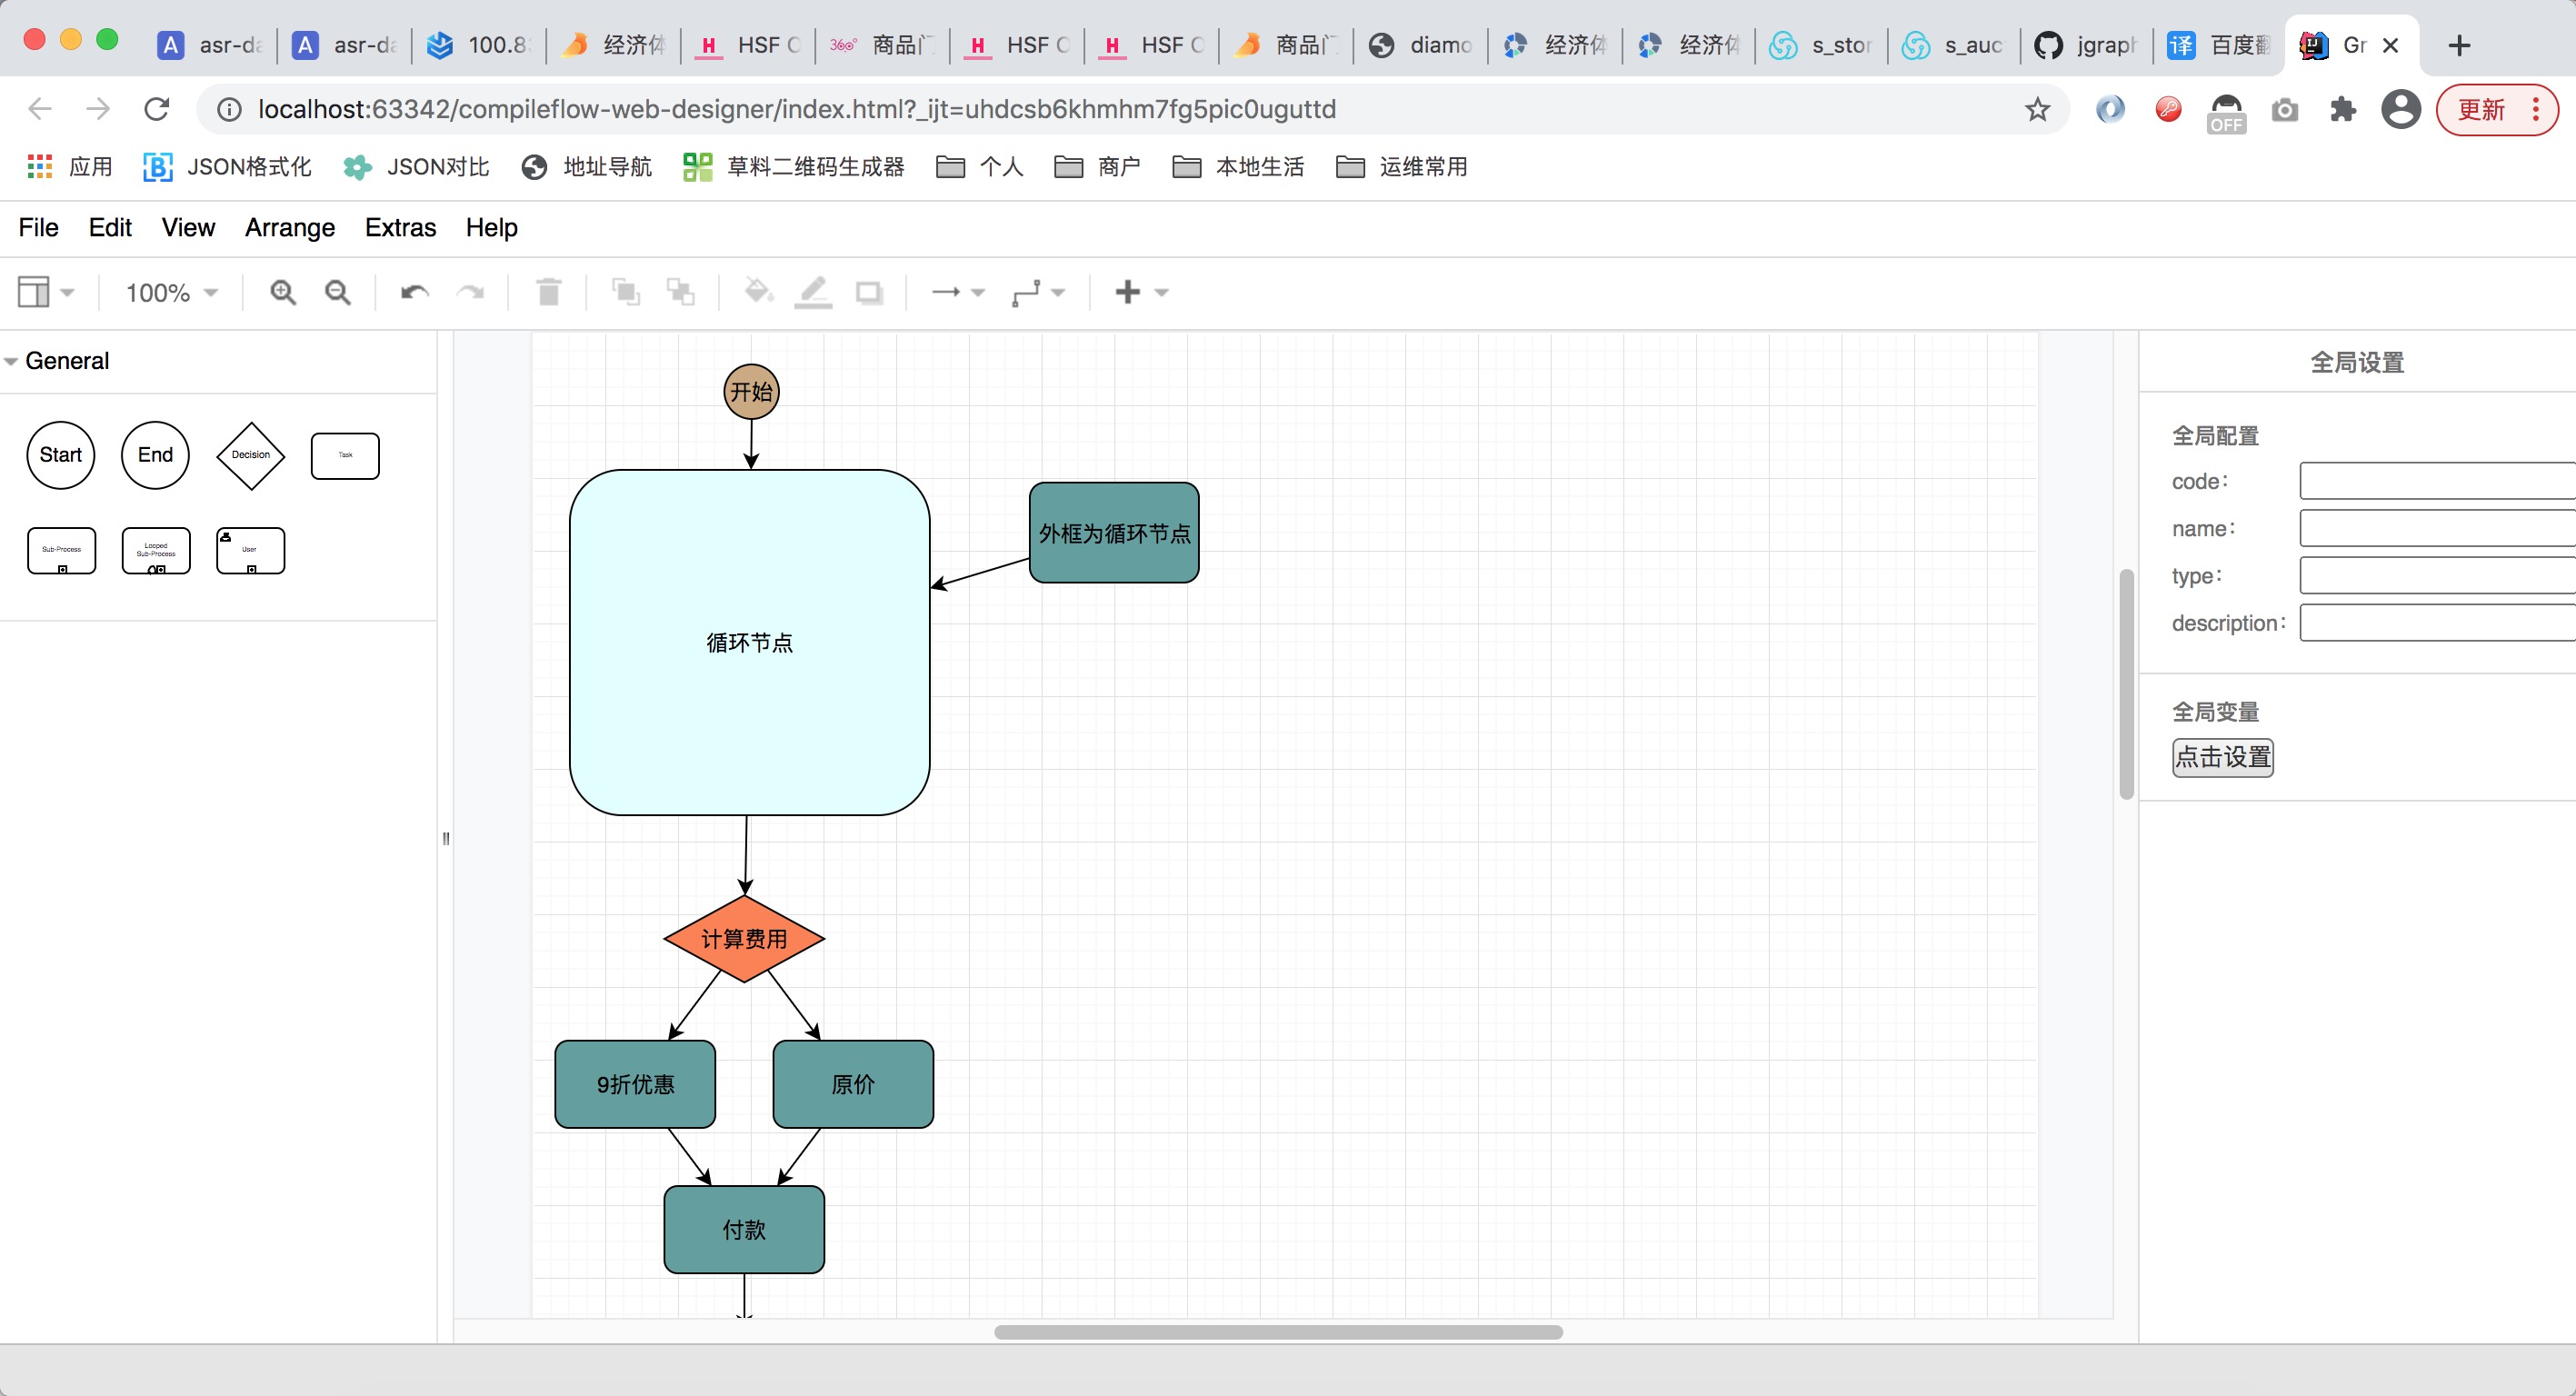 asr-da
asr-da
100.8
经济体
HSF
商品门
HSF
HSF
商品门
diamo
经济体
经济体
s_stor
s_auc
jgraph
译 百度翻
Gr
localhost:63342/compileflow-web-designer/index.html?_ijt=uhdcsb6khmhm7fg5pic0uguttd
OFF
更新
应用
JSON格式化
JSON对比
地址导航
草料二维码生成器
个人
商户
本地生活
运维常用
File Edit View Arrange Extras Help
100%
General
全局设置
Start
End
Decision
Task
Sub-Process
Looped
Sub-Process
User
开始
外框为循环节点
循环节点
计算费用
9折优惠
原价
付款
全局配置
code:
name:
type:
description:
全局变量
点击设置